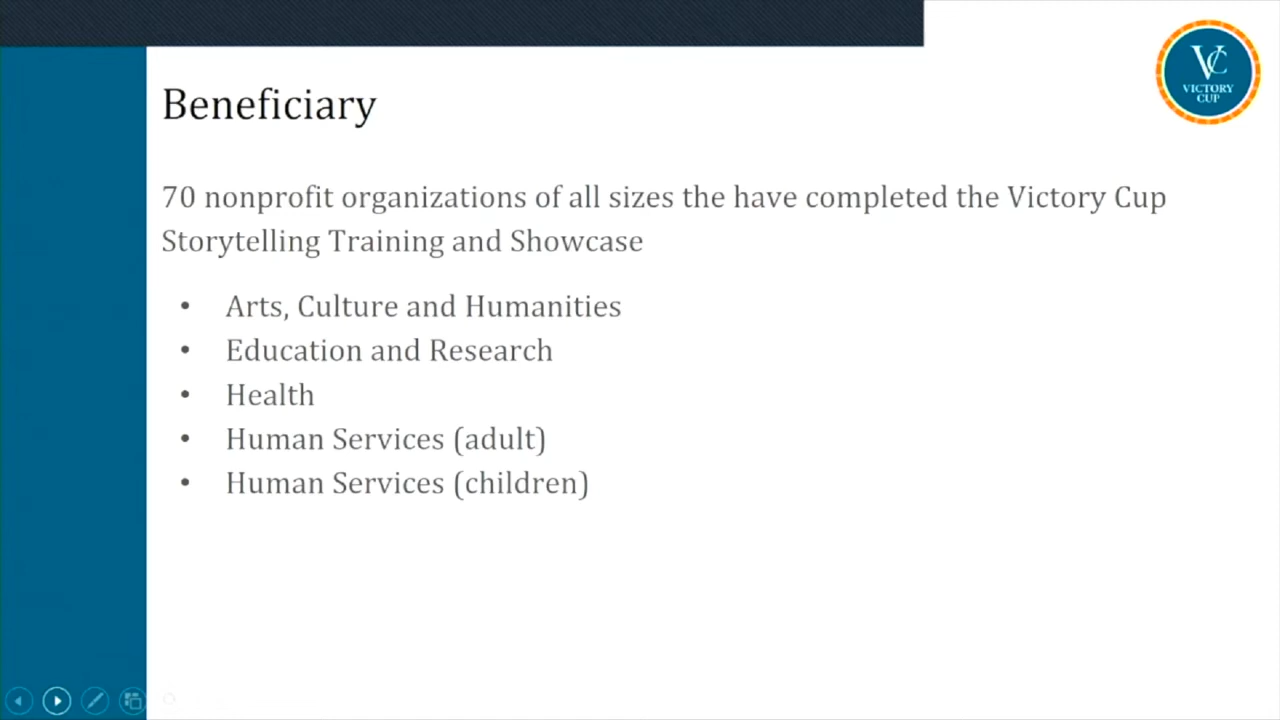 VC
VICTORY
CUP
Beneficiary
70 nonprofit organizations of all sizes the have completed the Victory Cup
Storytelling Training and Showcase
• Arts, Culture and Humanities
• Education and Research
• Health
• Human Services (adult)
• Human Services (children)